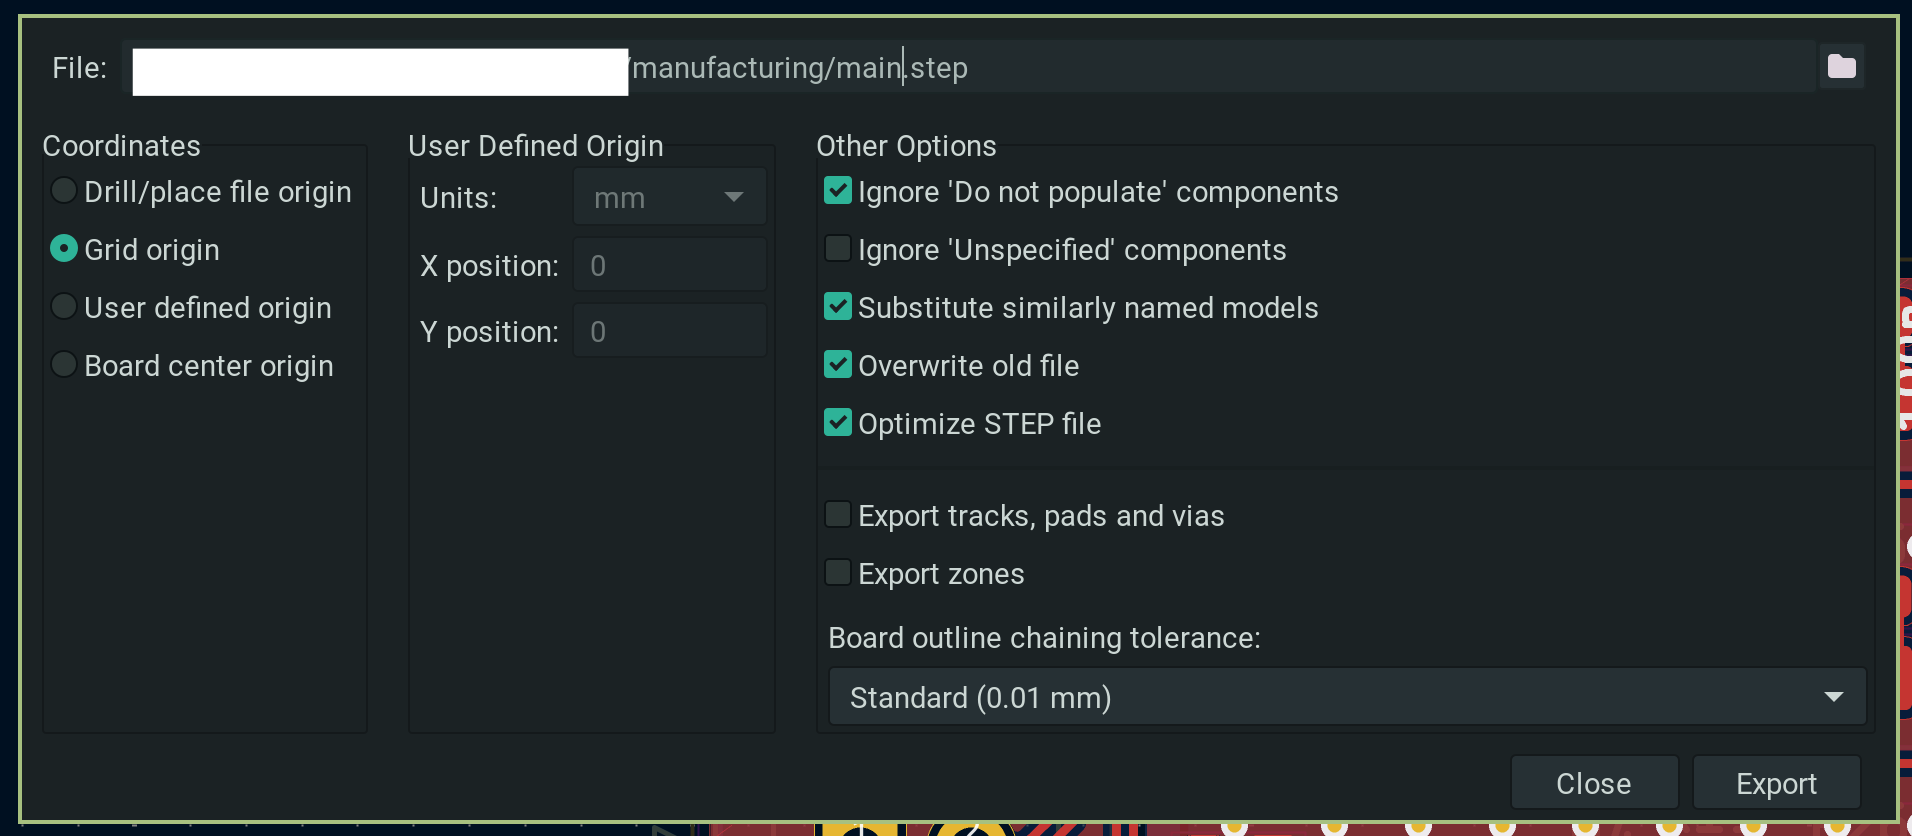 File: /manufacturing/main.step
Coordinates
Drill/place file origin
Grid origin
User defined origin
Board center origin
User Defined Origin
Units: mm
X position: 0
Y position: 0
Other Options
Ignore 'Do not populate' components
Ignore 'Unspecified' components
Substitute similarly named models
Overwrite old file
Optimize STEP file
Export tracks, pads and vias
Export zones
Board outline chaining tolerance:
Standard (0.01 mm)
Close Export